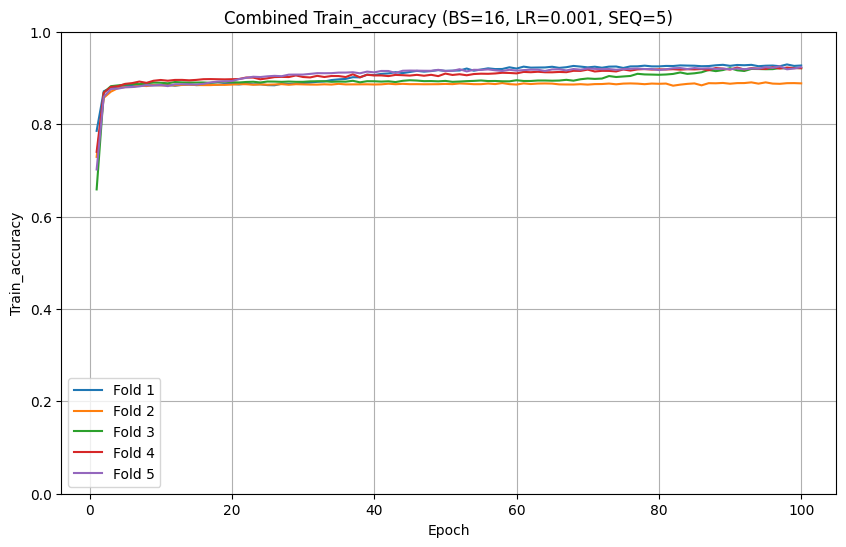 Combined Train_accuracy (BS=16, LR=0.001, SEQ=5)
Train_accuracy
1.0
0.8
0.6
0.4
0.2
0.0
Fold 1
Fold 2
Fold 3
Fold 4
Fold 5
0 20 40 60 80 100
Epoch